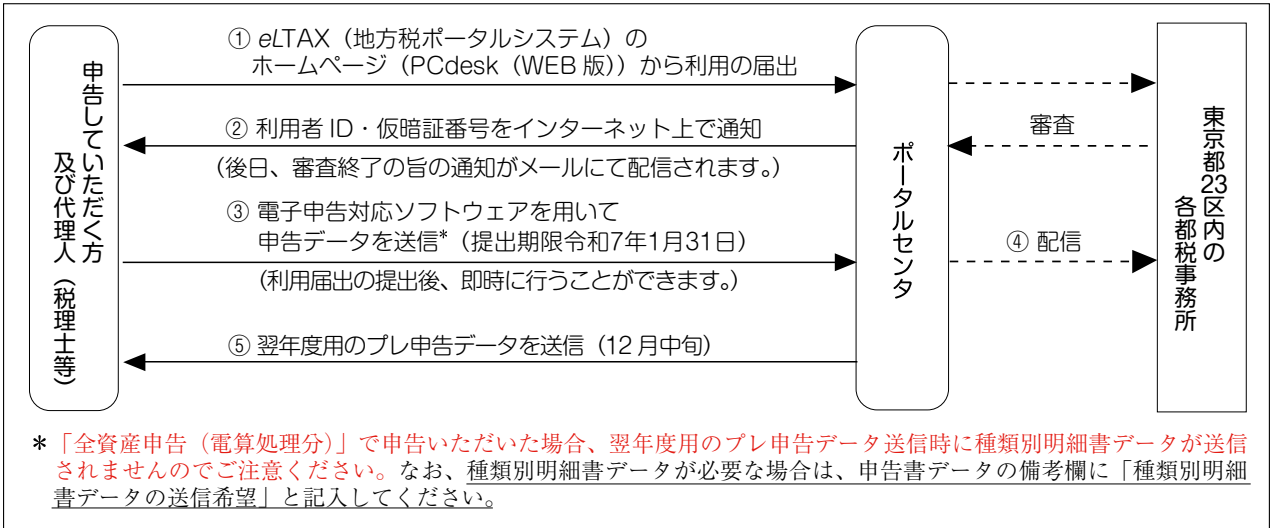 申告していただく方
及び代理人（税理士等）
① eLTAX（地方税ポータルシステム）の
ホームページ（PCdesk（WEB 版））から利用の届出
② 利用者 ID・仮暗証番号をインターネット上で通知
（後日、審査終了の旨の通知がメールにて配信されます。）
③ 電子申告対応ソフトウェアを用いて
申告データを送信*（提出期限令和7年1月31日）
（利用届出の提出後、即時に行うことができます。）
⑤ 翌年度用のプレ申告データを送信（12 月中旬）
ポータルセンタ
審査
④ 配信
東京都23区内の
各都税事務所
*「全資産申告（電算処理分）」で申告いただいた場合、翌年度用のプレ申告データ送信時に種類別明細書データが送信
されませんのでご注意ください。なお、種類別明細書データが必要な場合は、申告書データの備考欄に「種類別明細
書データの送信希望」と記入してください。